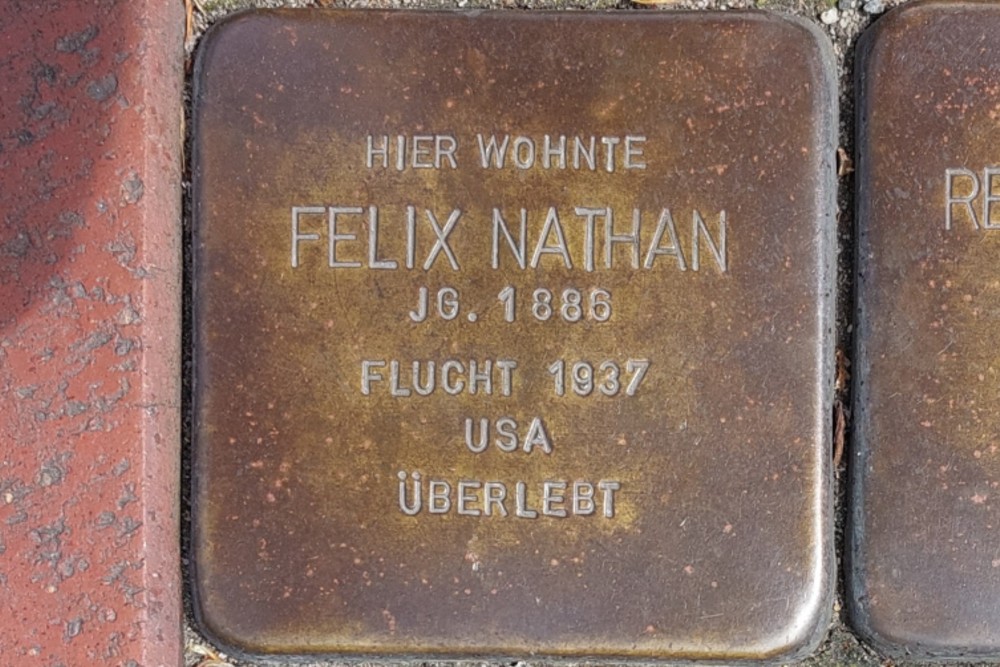 HIER WOHNTE
FELIX NATHAN
JG. 1886
FLUCHT 1937
USA
ÜBERLEBT